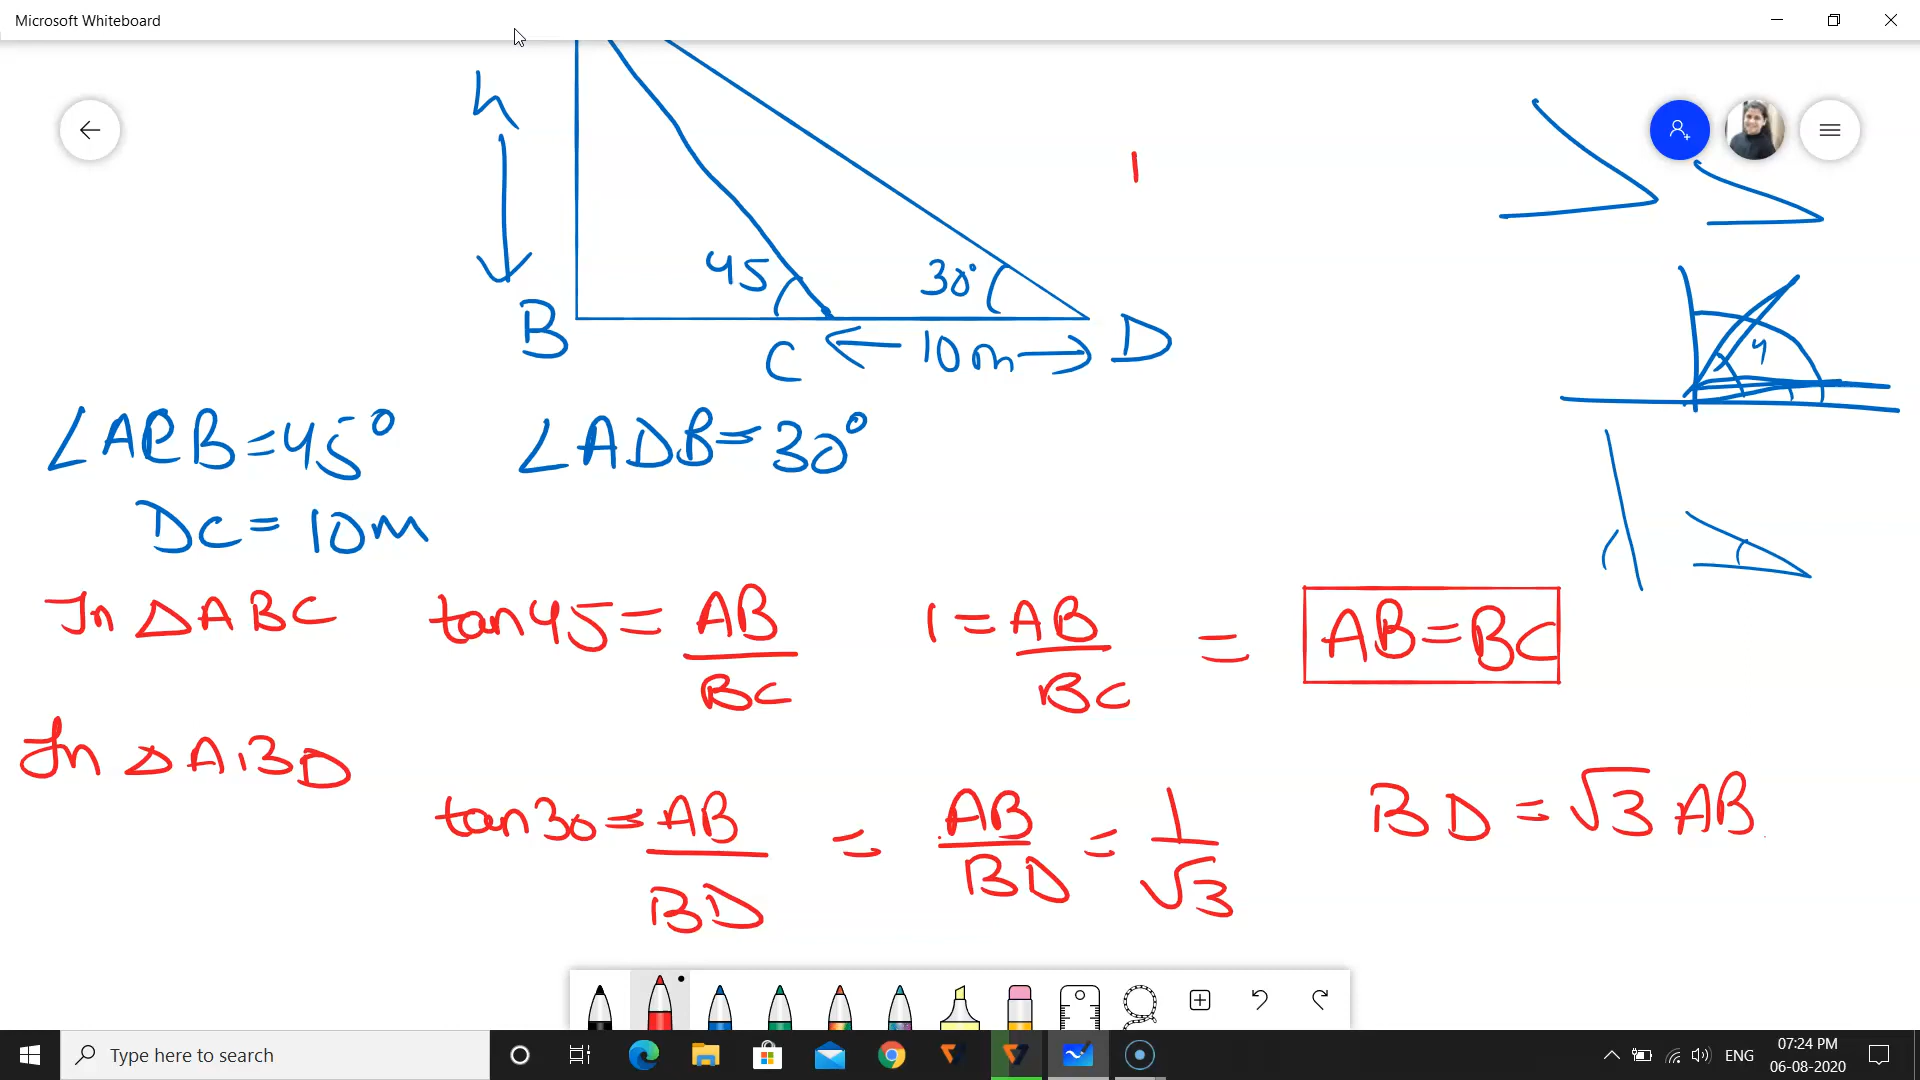 Microsoft Whiteboard
h
45
30°
B
C
10m
D
1
4
∠ACB=45°
∠ADB=30°
DC = 10m
In △ABC
tan45 = AB/BC
1 = AB/BC
=
AB=BC
In △ABD
tan30 = AB/BD
= AB/BD = 1/√3
BD = √3 AB
Type here to search
ENG
07:24 PM
06-08-2020